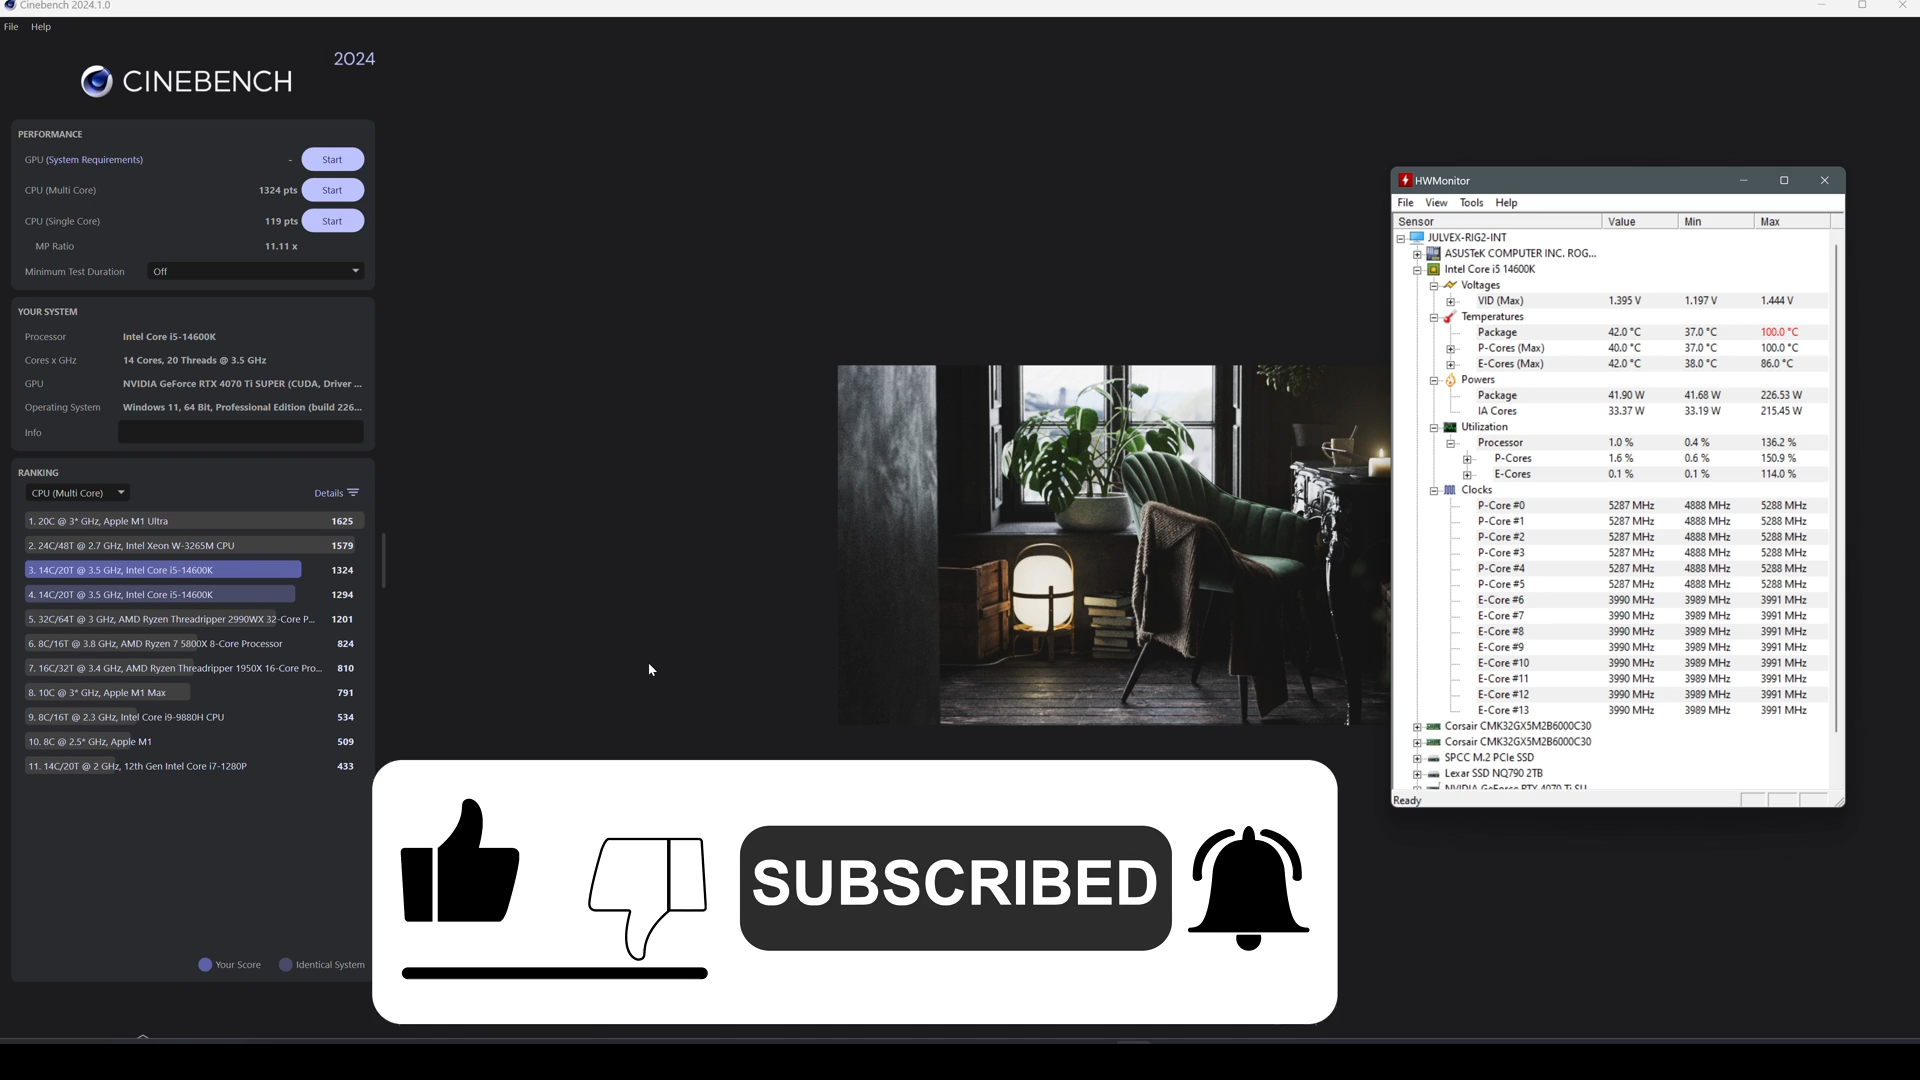 Cinebench 2024.1.0
File Help
2024
CINEBENCH
PERFORMANCE
GPU (System Requirements) - Start
CPU (Multi Core) 1324 pts Start
CPU (Single Core) 119 pts Start
MP Ratio 11.11 x
Minimum Test Duration Off
YOUR SYSTEM
Processor Intel Core i5-14600K
Cores x GHz 14 Cores, 20 Threads @ 3.5 GHz
GPU NVIDIA GeForce RTX 4070 Ti SUPER (CUDA, Driver ...
Operating System Windows 11, 64 Bit, Professional Edition (build 226...
Info
RANKING
CPU (Multi Core) Details
1. 20C @ 3* GHz, Apple M1 Ultra 1625
2. 24C/48T @ 2.7 GHz, Intel Xeon W-3265M CPU 1579
3. 14C/20T @ 3.5 GHz, Intel Core i5-14600K 1324
4. 14C/20T @ 3.5 GHz, Intel Core i5-14600K 1294
5. 32C/64T @ 3 GHz, AMD Ryzen Threadripper 2990WX 32-Core P... 1201
6. 8C/16T @ 3.8 GHz, AMD Ryzen 7 5800X 8-Core Processor 824
7. 16C/32T @ 3.4 GHz, AMD Ryzen Threadripper 1950X 16-Core Pro... 810
8. 10C @ 3* GHz, Apple M1 Max 791
9. 8C/16T @ 2.3 GHz, Intel Core i9-9880H CPU 534
10. 8C @ 2.5* GHz, Apple M1 509
11. 14C/20T @ 2 GHz, 12th Gen Intel Core i7-1280P 433
Your Score Identical System
HWMonitor
File View Tools Help
Sensor Value Min Max
JULVEX-RIG2-INT
ASUSTeK COMPUTER INC. ROG...
Intel Core i5 14600K
Voltages
VID (Max) 1.395 V 1.197 V 1.444 V
Temperatures
Package 42.0 °C 37.0 °C 100.0 °C
P-Cores (Max) 40.0 °C 37.0 °C 100.0 °C
E-Cores (Max) 42.0 °C 38.0 °C 86.0 °C
Powers
Package 41.90 W 41.68 W 226.53 W
IA Cores 33.37 W 33.19 W 215.45 W
Utilization
Processor 1.0 % 0.4 % 136.2 %
P-Cores 1.6 % 0.6 % 150.9 %
E-Cores 0.1 % 0.1 % 114.0 %
Clocks
P-Core #0 5287 MHz 4888 MHz 5288 MHz
P-Core #1 5287 MHz 4888 MHz 5288 MHz
P-Core #2 5287 MHz 4888 MHz 5288 MHz
P-Core #3 5287 MHz 4888 MHz 5288 MHz
P-Core #4 5287 MHz 4888 MHz 5288 MHz
P-Core #5 5287 MHz 4888 MHz 5288 MHz
E-Core #6 3990 MHz 3989 MHz 3991 MHz
E-Core #7 3990 MHz 3989 MHz 3991 MHz
E-Core #8 3990 MHz 3989 MHz 3991 MHz
E-Core #9 3990 MHz 3989 MHz 3991 MHz
E-Core #10 3990 MHz 3989 MHz 3991 MHz
E-Core #11 3990 MHz 3989 MHz 3991 MHz
E-Core #12 3990 MHz 3989 MHz 3991 MHz
E-Core #13 3990 MHz 3989 MHz 3991 MHz
Corsair CMK32GX5M2B6000C30
Corsair CMK32GX5M2B6000C30
SPCC M.2 PCIe SSD
Lexar SSD NQ790 2TB
NVIDIA GeForce RTX 4070 Ti SU...
Ready
SUBSCRIBED